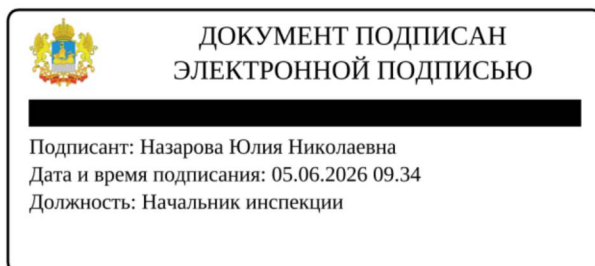 ДОКУМЕНТ ПОДПИСАН
ЭЛЕКТРОННОЙ ПОДПИСЬЮ
Подписант: Назарова Юлия Николаевна
Дата и время подписания: 05.06.2026 09.34
Должность: Начальник инспекции